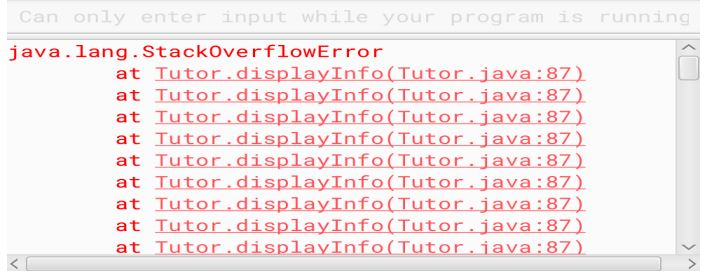 Can only enter input while your program is running
java.lang.StackOverflowError
at Tutor.displayInfo(Tutor.java:87)
at Tutor.displayInfo(Tutor.java:87)
at Tutor.displayInfo(Tutor.java:87)
at Tutor.displayInfo(Tutor.java:87)
at Tutor.displayInfo(Tutor.java:87)
at Tutor.displayInfo(Tutor.java:87)
at Tutor.displayInfo(Tutor.java:87)
at Tutor.displayInfo(Tutor.java:87)
at Tutor.displayInfo(Tutor.java:87)